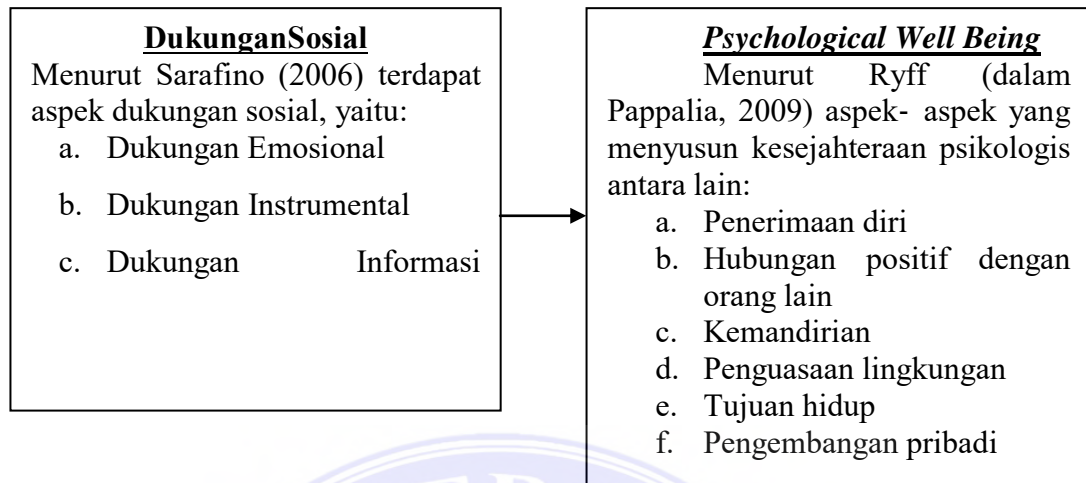 DukunganSosial
Menurut Sarafino (2006) terdapat
aspek dukungan sosial, yaitu:
a. Dukungan Emosional
b. Dukungan Instrumental
c. Dukungan Informasi
Psychological Well Being
Menurut Ryff (dalam
Pappalia, 2009) aspek- aspek yang
menyusun kesejahteraan psikologis
antara lain:
a. Penerimaan diri
b. Hubungan positif dengan
orang lain
c. Kemandirian
d. Penguasaan lingkungan
e. Tujuan hidup
f. Pengembangan pribadi